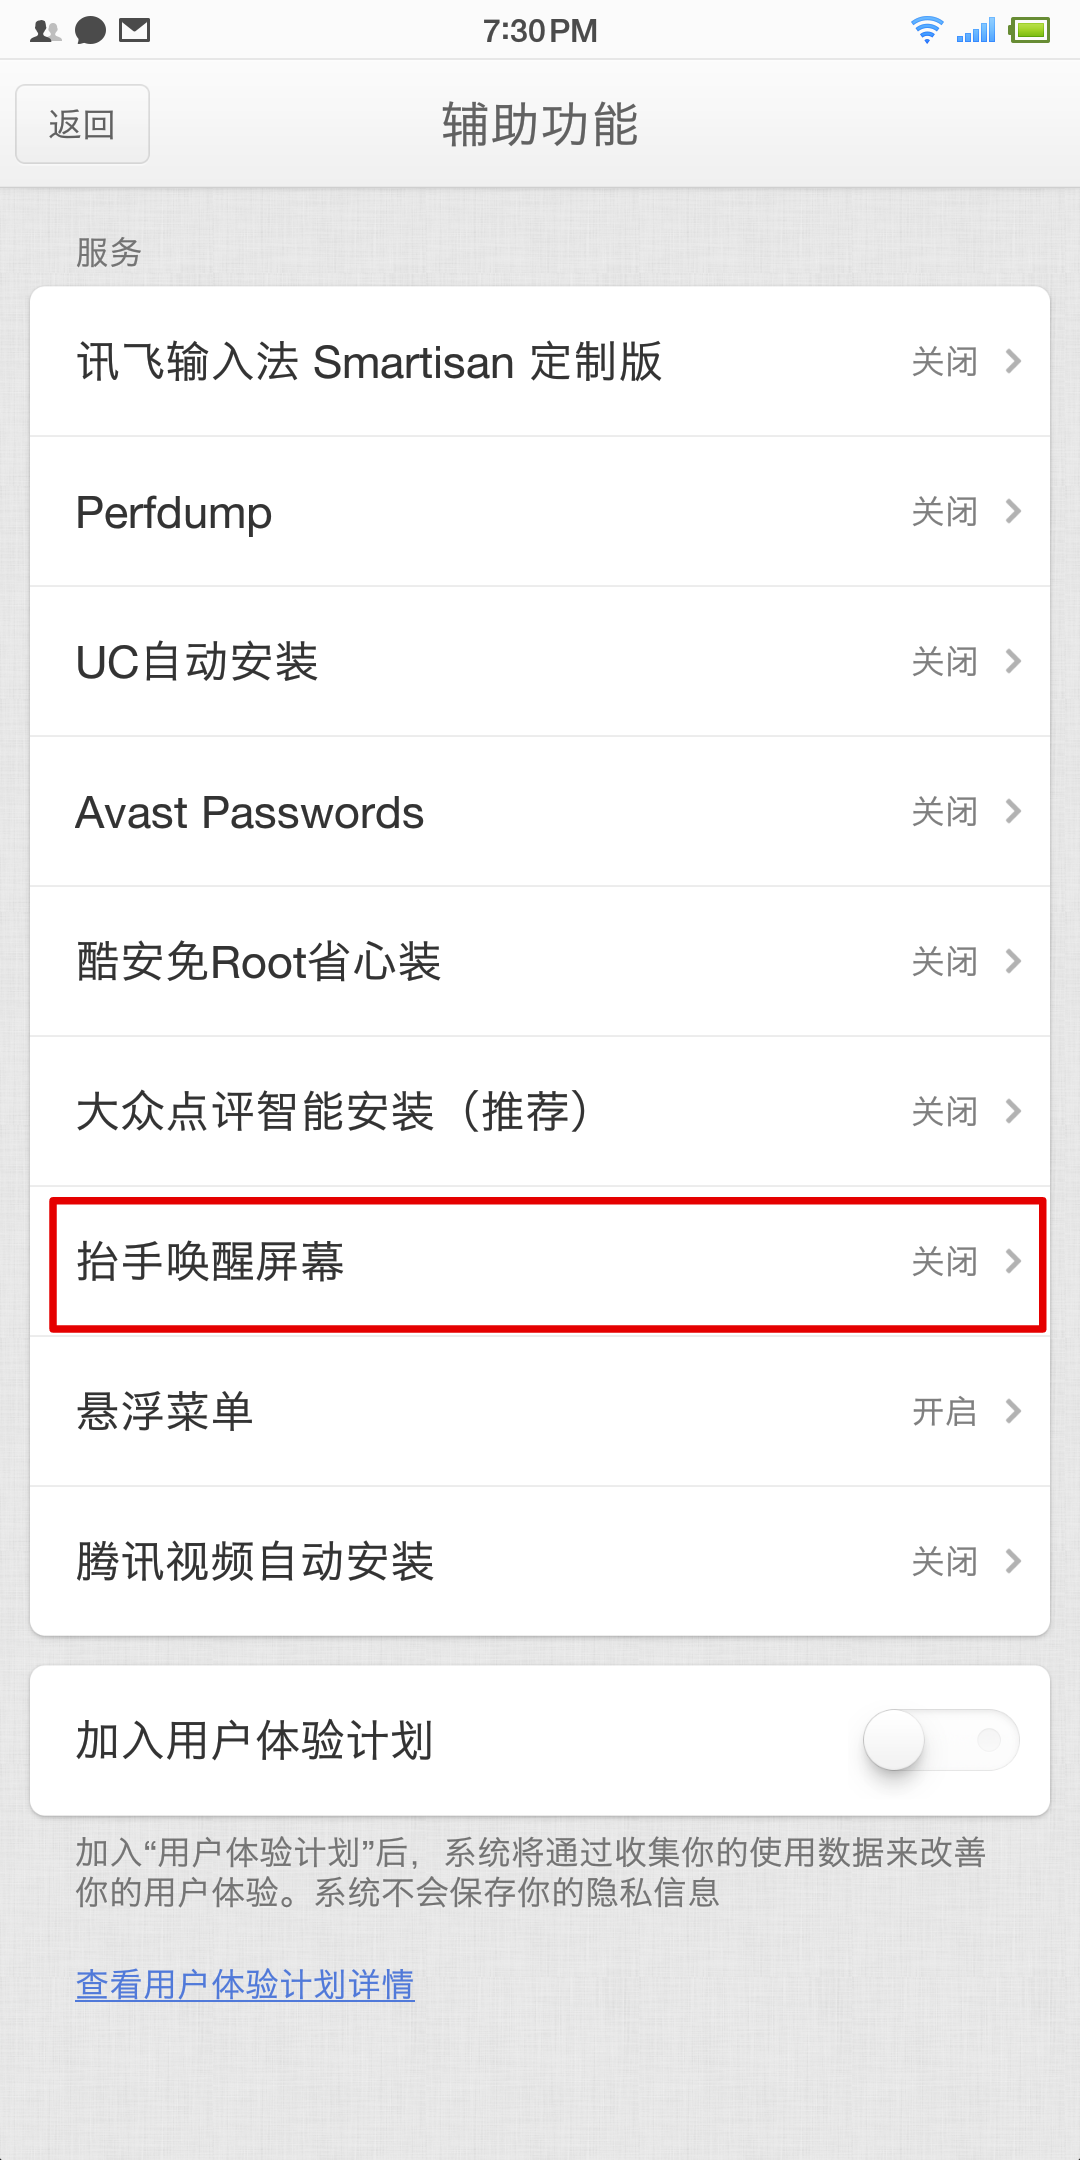 7:30 PM
返回
辅助功能
服务
讯飞输入法 Smartisan 定制版
关闭
Perfdump
关闭
UC自动安装
关闭
Avast Passwords
关闭
酷安免Root省心装
关闭
大众点评智能安装（推荐）
关闭
抬手唤醒屏幕
关闭
悬浮菜单
开启
腾讯视频自动安装
关闭
加入用户体验计划
加入“用户体验计划”后，系统将通过收集你的使用数据来改善
你的用户体验。系统不会保存你的隐私信息
查看用户体验计划详情